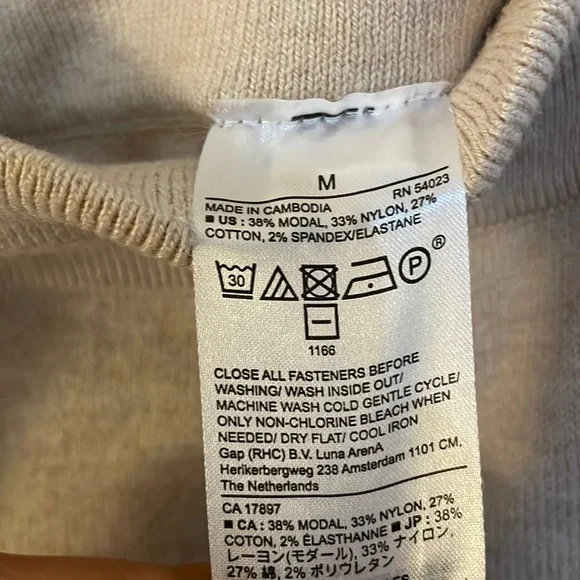 M
RN 54023
MADE IN CAMBODIA
■ US : 38% MODAL, 33% NYLON, 27%
COTTON, 2% SPANDEX/ELASTANE
30 P ®
1166
CLOSE ALL FASTENERS BEFORE
WASHING/ WASH INSIDE OUT/
MACHINE WASH COLD GENTLE CYCLE/
ONLY NON-CHLORINE BLEACH WHEN
NEEDED/ DRY FLAT/ COOL IRON
Gap (RHC) B.V. Luna ArenA
Herikerbergweg 238 Amsterdam 1101 CM,
The Netherlands
CA 17897
■ CA : 38% MODAL, 33% NYLON, 27%
COTON, 2% ÉLASTHANNE ■ JP : 38%
レーヨン(モダール), 33% ナイロン,
27% 綿, 2% ポリウレタン